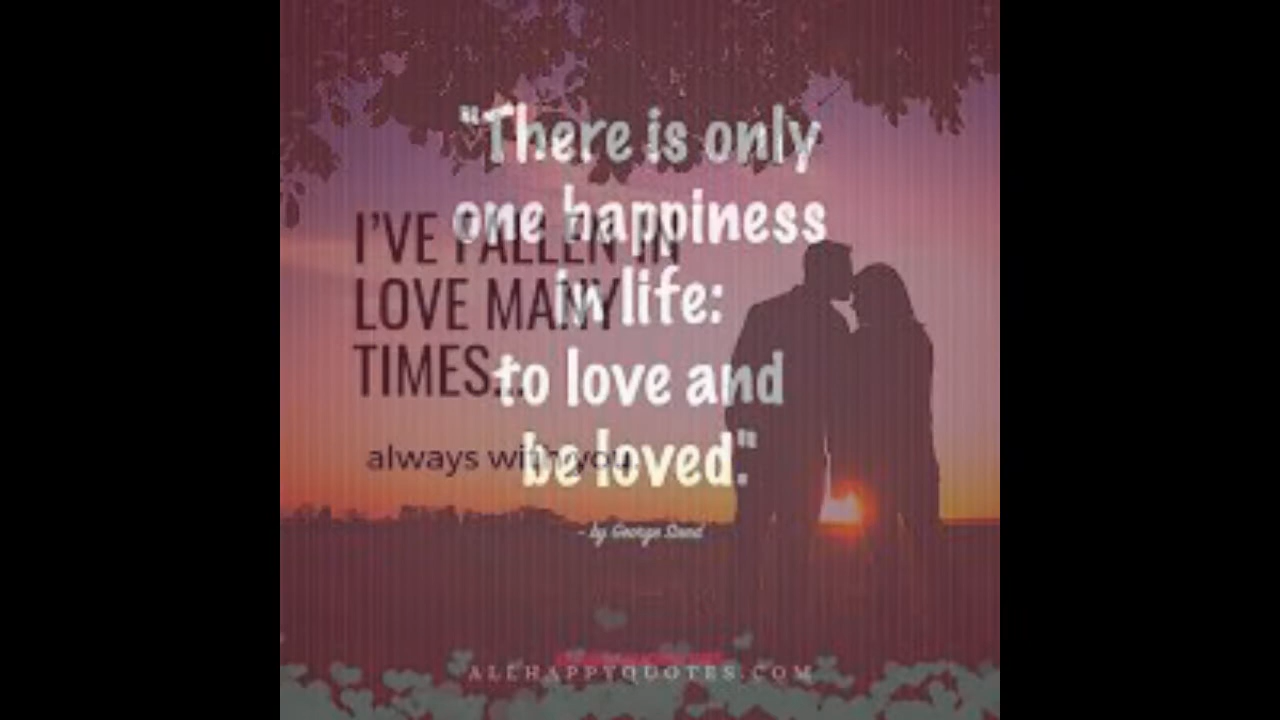 "There is only
one happiness
in life:
to love and
be loved."
- by George Sand
I'VE FALLEN IN
LOVE MANY
TIMES...
always with you.
ALLHAPPYQUOTES.COM